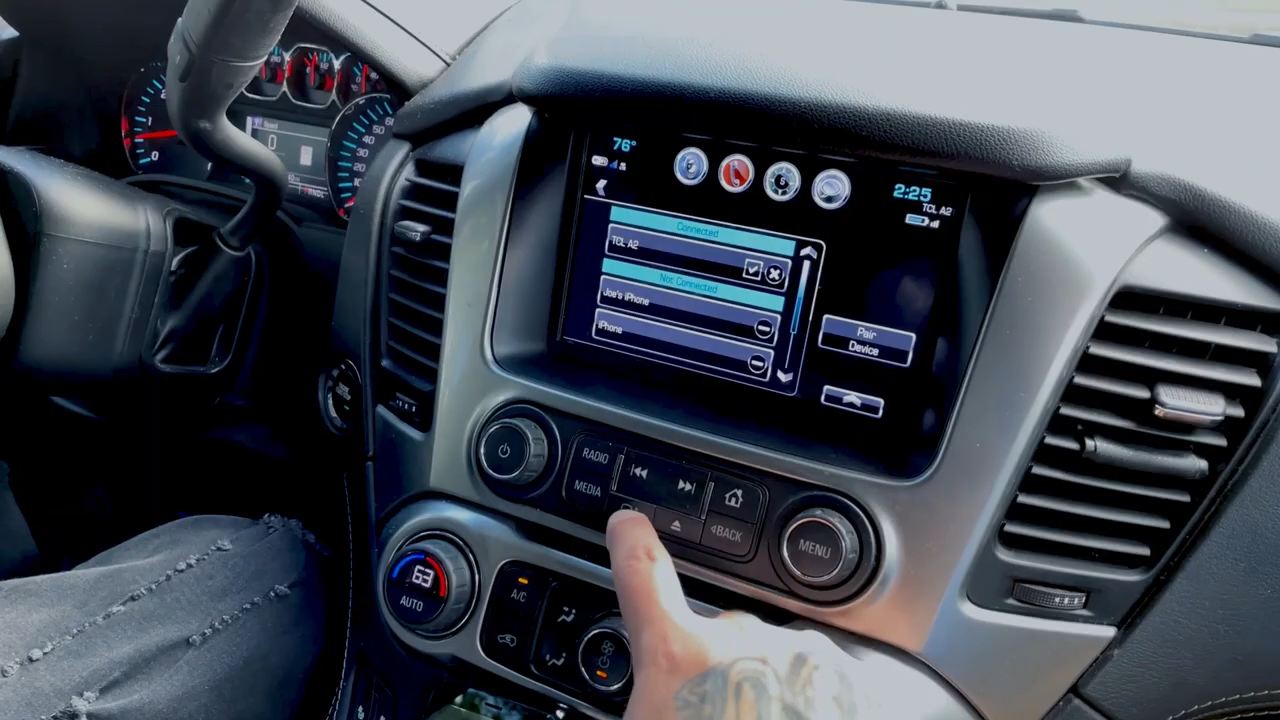 76°
2:25
TCL A2
Connected
TCL A2
Not Connected
Joe's iPhone
iPhone
Pair
Device
RADIO
MEDIA
BACK
MENU
63
AUTO
A/C
0